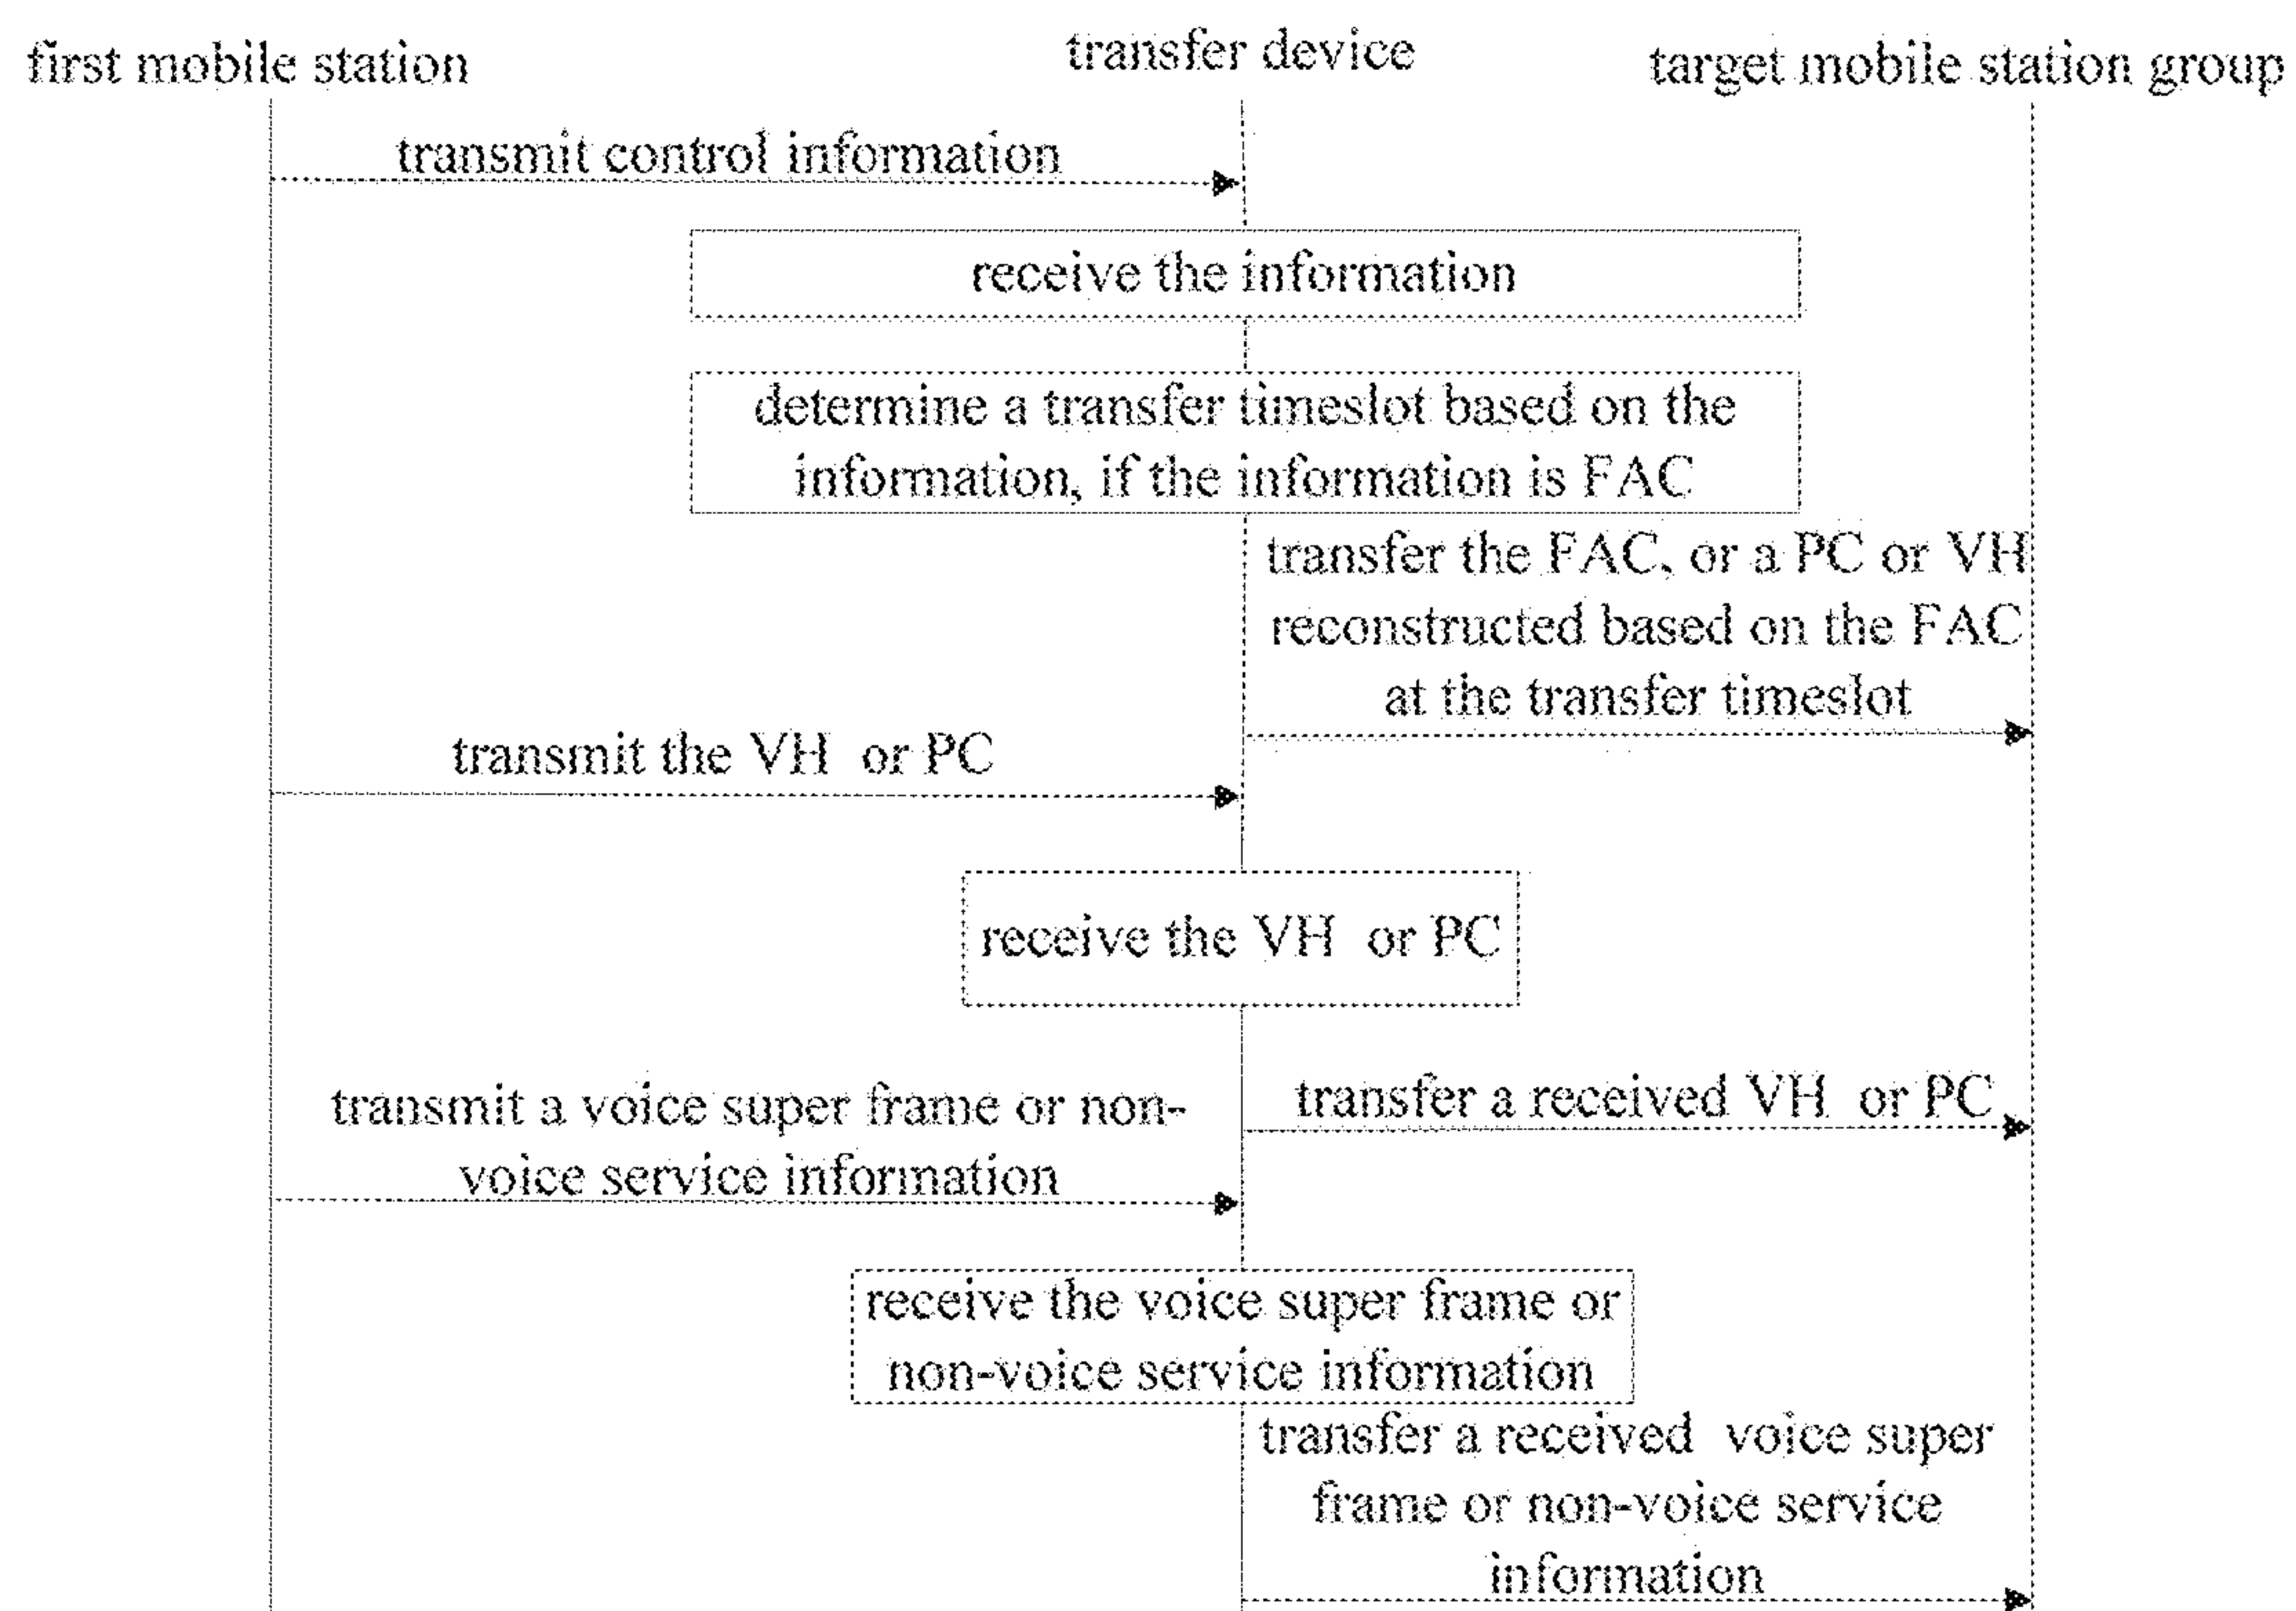 first mobile station
transfer device
target mobile station group
transmit control information
receive the information
determine a transfer timeslot based on the
information, if the information is FAC
transfer the FAC, or a PC or VH
reconstructed based on the FAC
at the transfer timeslot
transmit the VH or PC
receive the VH or PC
transmit a voice super frame or non-
voice service information
transfer a received VH or PC
receive the voice super frame or
non-voice service information
transfer a received voice super
frame or non-voice service
information